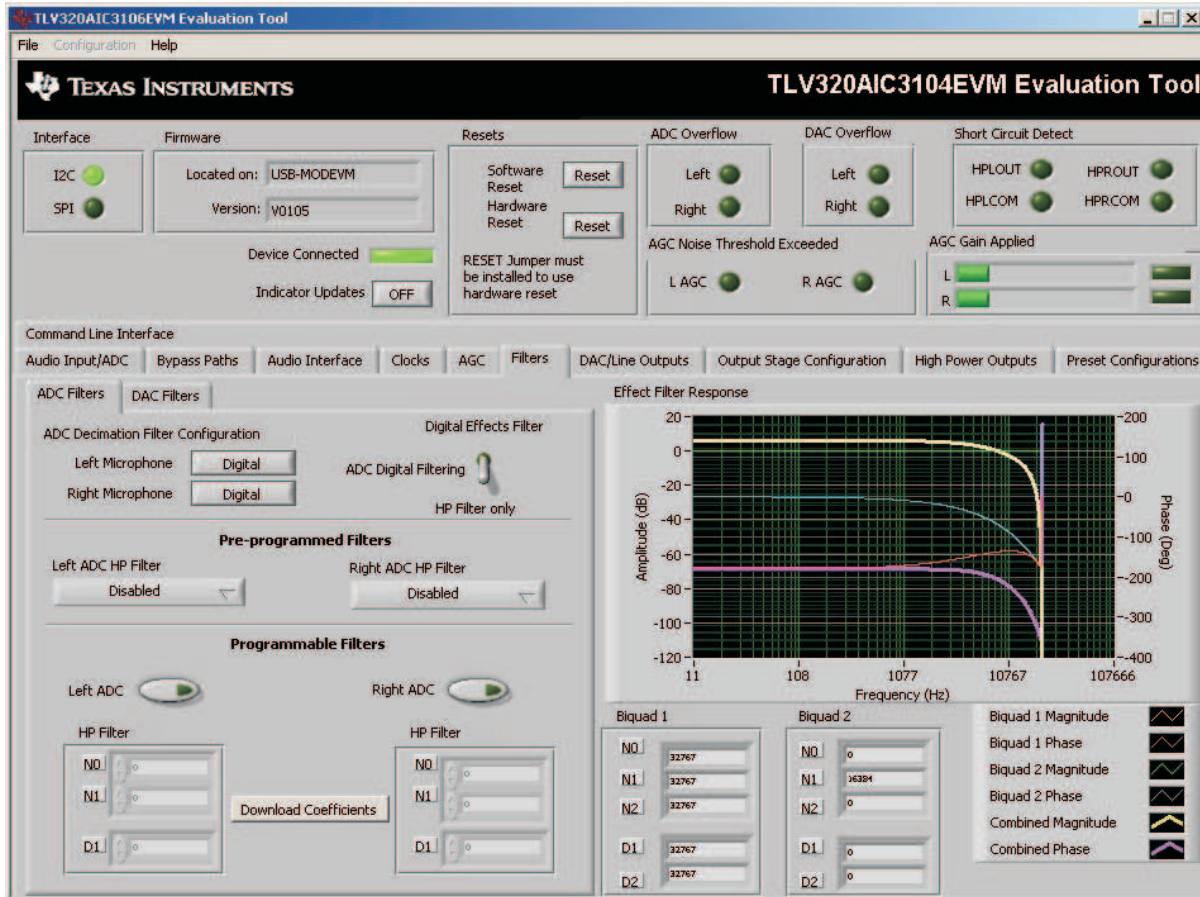 TLV320AIC3106EVM Evaluation Tool
File Configuration Help
TEXAS INSTRUMENTS
TLV320AIC3104EVM Evaluation Tool
Interface
I2C
SPI
Firmware
Located on: USB-MODEVM
Version: V0105
Device Connected
Indicator Updates OFF
Resets
Software Reset Reset
Hardware Reset Reset
RESET Jumper must
be installed to use
hardware reset
ADC Overflow
Left
Right
DAC Overflow
Left
Right
Short Circuit Detect
HPLOUT HPROUT
HPLCOM HPRCOM
AGC Noise Threshold Exceeded
L AGC R AGC
AGC Gain Applied
L
R
Command Line Interface
Audio Input/ADC Bypass Paths Audio Interface Clocks AGC Filters DAC/Line Outputs Output Stage Configuration High Power Outputs Preset Configurations
ADC Filters DAC Filters
ADC Decimation Filter Configuration
Left Microphone Digital
Right Microphone Digital
Digital Effects Filter
ADC Digital Filtering
HP Filter only
Pre-programmed Filters
Left ADC HP Filter
Disabled
Right ADC HP Filter
Disabled
Programmable Filters
Left ADC
Right ADC
HP Filter
N0 0
N1 0
D1 0
Download Coefficients
HP Filter
N0 0
N1 0
D1 0
Effect Filter Response
20
0
-20
-40
-60
-80
-100
-120
Amplitude (dB)
-200
-100
-0
-100
-200
-300
-400
Phase (Deg)
11 108 1077 10767 107666
Frequency (Hz)
Biquad 1
N0 32767
N1 32767
N2 32767
D1 32767
D2 32767
Biquad 2
N0 0
N1 16384
N2 0
D1 0
D2 0
Biquad 1 Magnitude
Biquad 1 Phase
Biquad 2 Magnitude
Biquad 2 Phase
Combined Magnitude
Combined Phase